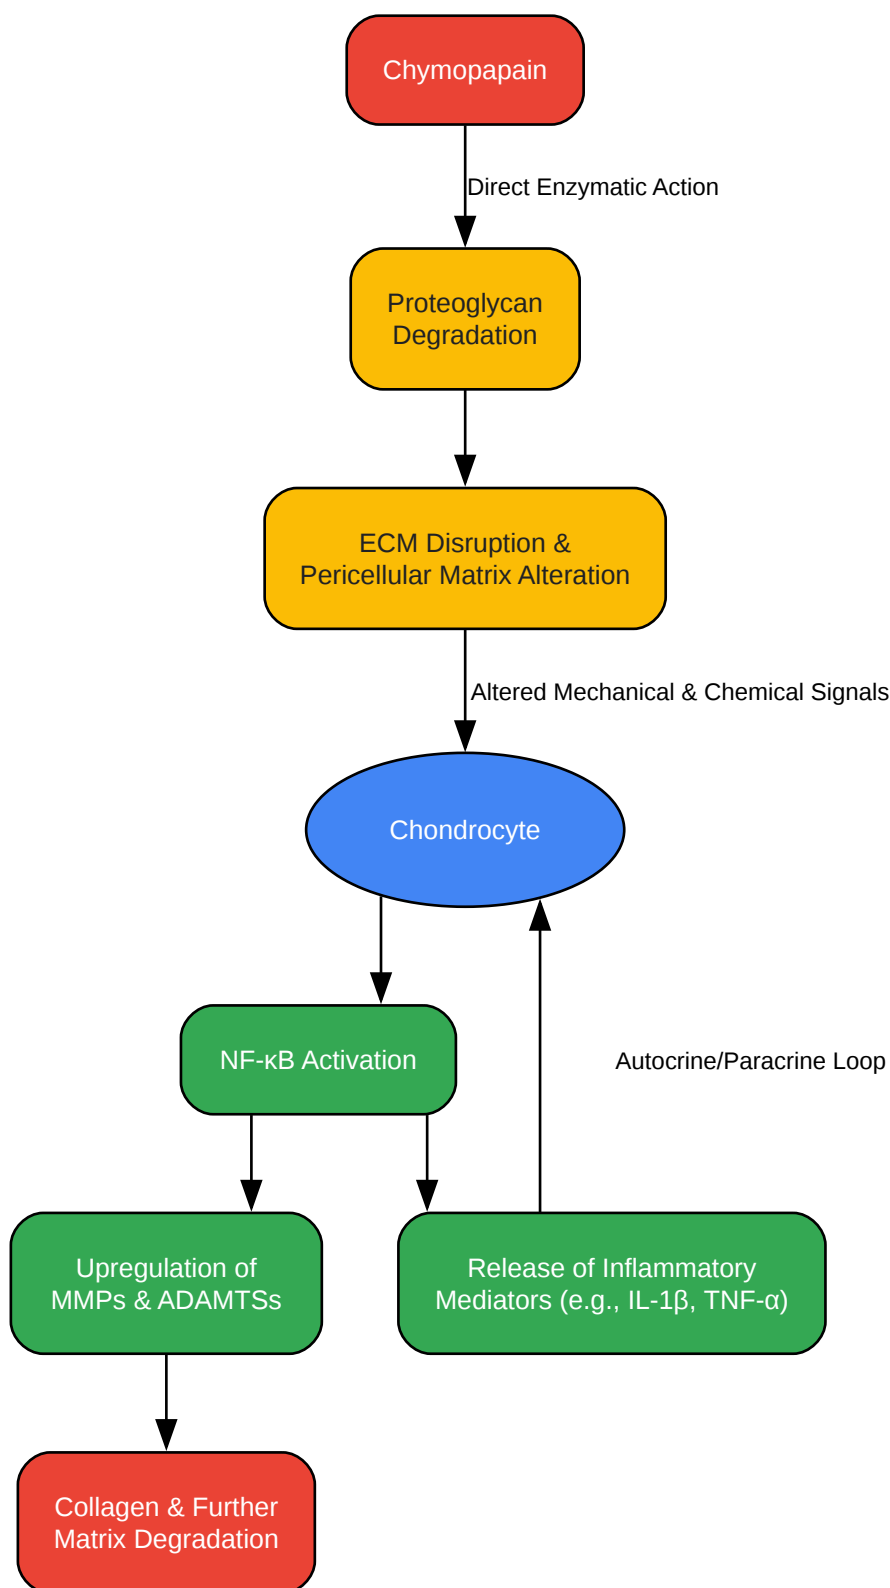 Chymopapain
Direct Enzymatic Action
Proteoglycan
Degradation
ECM Disruption &
Pericellular Matrix Alteration
Altered Mechanical & Chemical Signals
Chondrocyte
NF-κB Activation
Autocrine/Paracrine Loop
Upregulation of
MMPs & ADAMTSs
Release of Inflammatory
Mediators (e.g., IL-1β, TNF-α)
Collagen & Further
Matrix Degradation